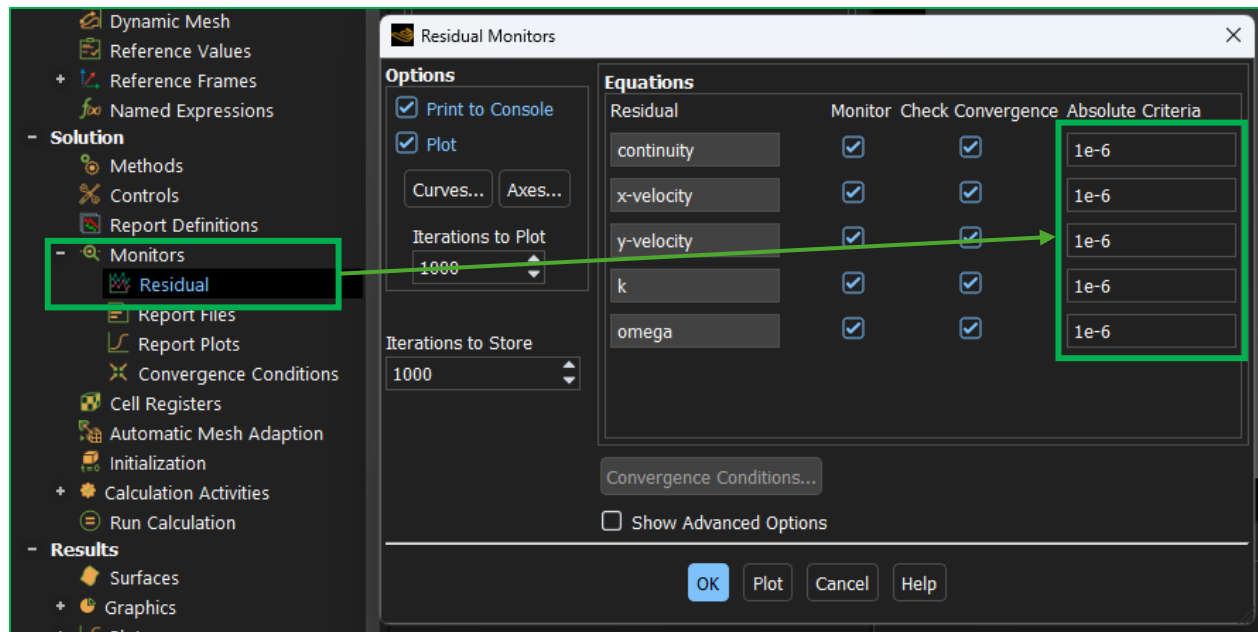 Dynamic Mesh
Reference Values
+ Reference Frames
f(x) Named Expressions
- Solution
Methods
Controls
Report Definitions
- Monitors
Residual
Report Files
Report Plots
Convergence Conditions
Cell Registers
Automatic Mesh Adaption
t=0 Initialization
+ Calculation Activities
Run Calculation
- Results
Surfaces
+ Graphics
Residual Monitors
Options
Print to Console
Plot
Curves... Axes...
Iterations to Plot
1000
Iterations to Store
1000
Equations
Residual Monitor Check Convergence Absolute Criteria
continuity 1e-6
x-velocity 1e-6
y-velocity 1e-6
k 1e-6
omega 1e-6
Convergence Conditions...
Show Advanced Options
OK Plot Cancel Help